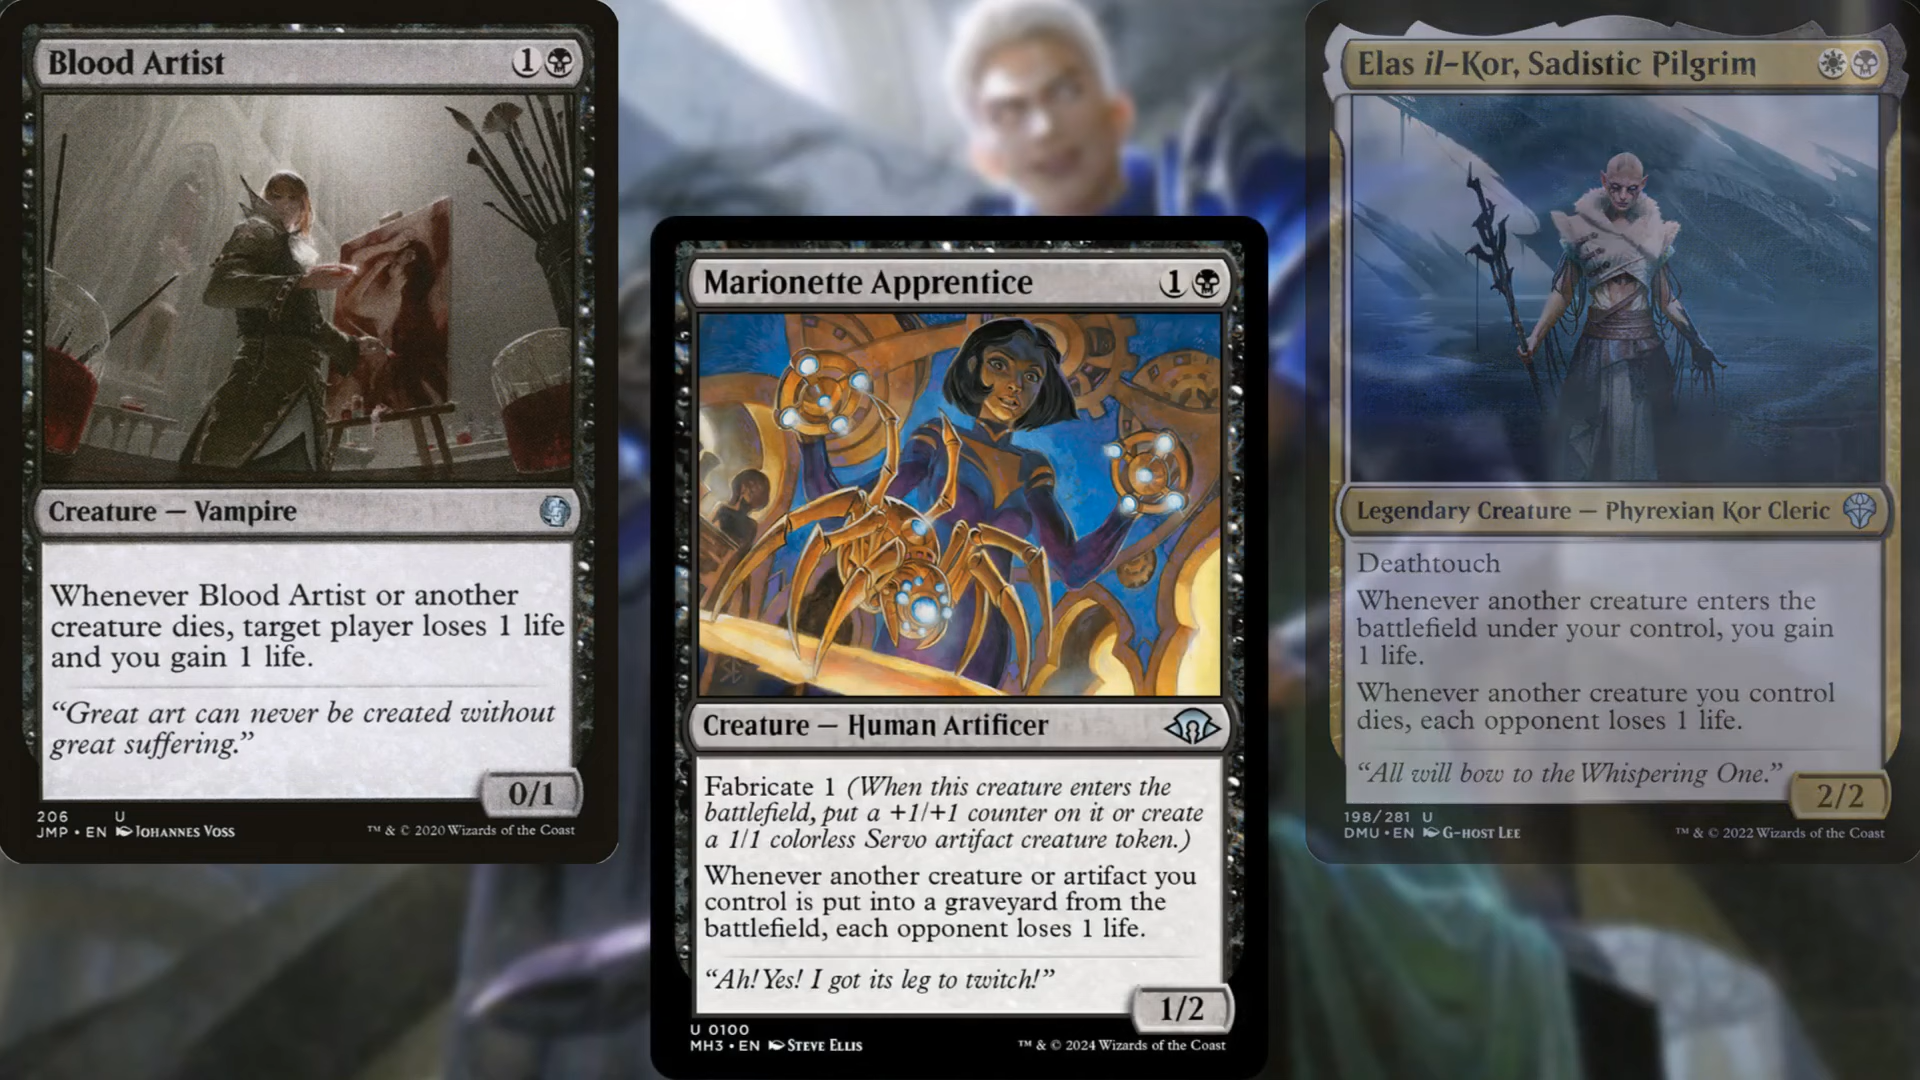 Blood Artist 1
Creature — Vampire
Whenever Blood Artist or another
creature dies, target player loses 1 life
and you gain 1 life.
“Great art can never be created without
great suffering.”
0/1
206 U
JMP • EN Johannes Voss
™ & © 2020 Wizards of the Coast
Marionette Apprentice 1
SE
Creature — Human Artificer
Fabricate 1 (When this creature enters the
battlefield, put a +1/+1 counter on it or create
a 1/1 colorless Servo artifact creature token.)
Whenever another creature or artifact you
control is put into a graveyard from the
battlefield, each opponent loses 1 life.
“Ah! Yes! I got its leg to twitch!”
1/2
U 0100
MH3 • EN Steve Ellis
™ & © 2024 Wizards of the Coast
Elas il-Kor, Sadistic Pilgrim
Legendary Creature — Phyrexian Kor Cleric
Deathtouch
Whenever another creature enters the
battlefield under your control, you gain
1 life.
Whenever another creature you control
dies, each opponent loses 1 life.
“All will bow to the Whispering One.”
2/2
198/281 U
DMU • EN G-host Lee
™ & © 2022 Wizards of the Coast